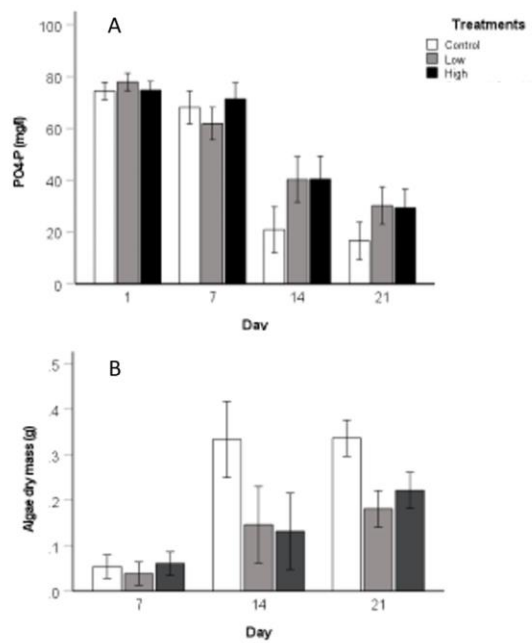 A
Treatments
Control
Low
High
PO4-P (mg/l)
100
80
60
40
20
0
1 7 14 21
Day
B
Algae dry mass (g)
.5
.4
.3
.2
.1
.0
7 14 21
Day